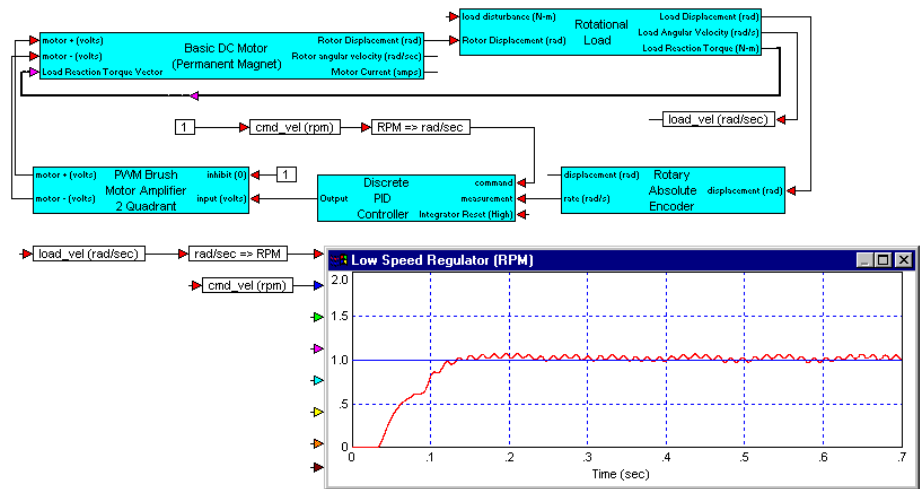 load disturbance (N-m)
Rotational
Load
Load Displacement (rad)
Load Angular Velocity (rad/s)
Load Reaction Torque (N-m)
Rotor Displacement (rad)
motor + (volts)
motor - (volts)
Load Reaction Torque Vector
Basic DC Motor
(Permanent Magnet)
Rotor Displacement (rad)
Rotor angular velocity (rad/sec)
Motor Current (amps)
load_vel (rad/sec)
1
cmd_vel (rpm)
RPM => rad/sec
motor + (volts)
motor - (volts)
PWM Brush
Motor Amplifier
2 Quadrant
inhibit (0)
input (volts)
1
Output
Discrete
PID
Controller
command
measurement
Integrator Reset (High)
displacement (rad)
rate (rad/s)
Rotary
Absolute
Encoder
displacement (rad)
load_vel (rad/sec)
rad/sec => RPM
cmd_vel (rpm)
Low Speed Regulator (RPM)
2.0
1.5
1.0
.5
0
0 .1 .2 .3 .4 .5 .6 .7
Time (sec)